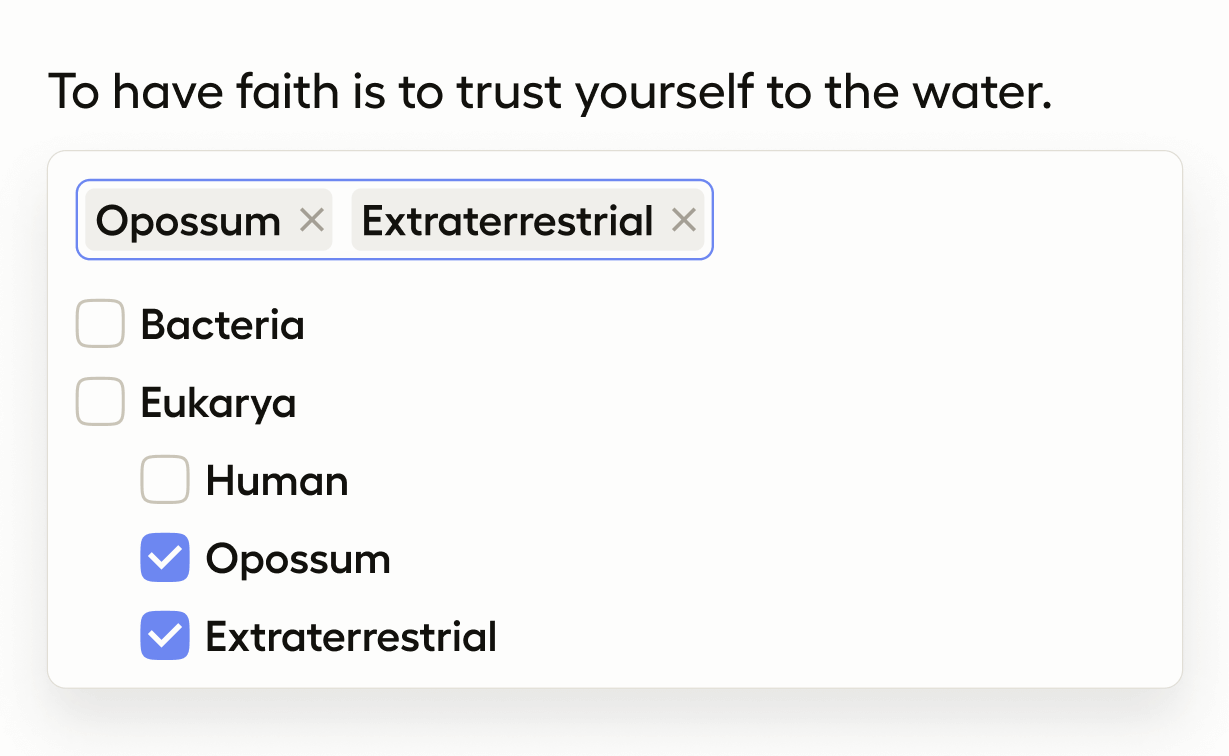 To have faith is to trust yourself to the water.
Opossum Extraterrestrial
Bacteria
Eukarya
Human
Opossum
Extraterrestrial